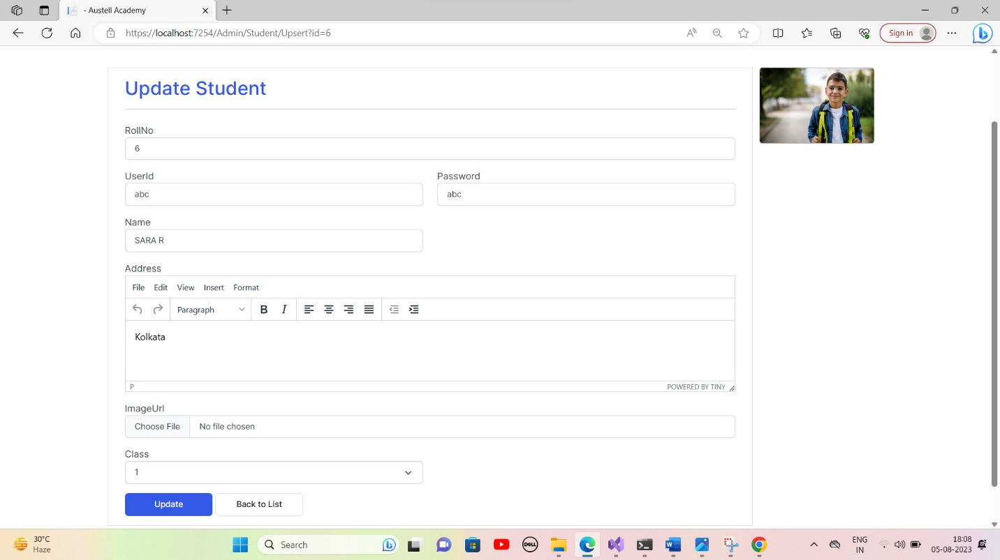 - Austell Academy
https://localhost:7254/Admin/Student/Upsert?id=6
Sign in
Update Student
RollNo
6
UserId Password
abc abc
Name
SARA R
Address
File Edit View Insert Format
Paragraph B I
Kolkata
P POWERED BY TINY
ImageUrl
Choose File No file chosen
Class
1
Update Back to List
30°C
Haze
Search
DELL
ENG
IN
18:08
05-08-2023